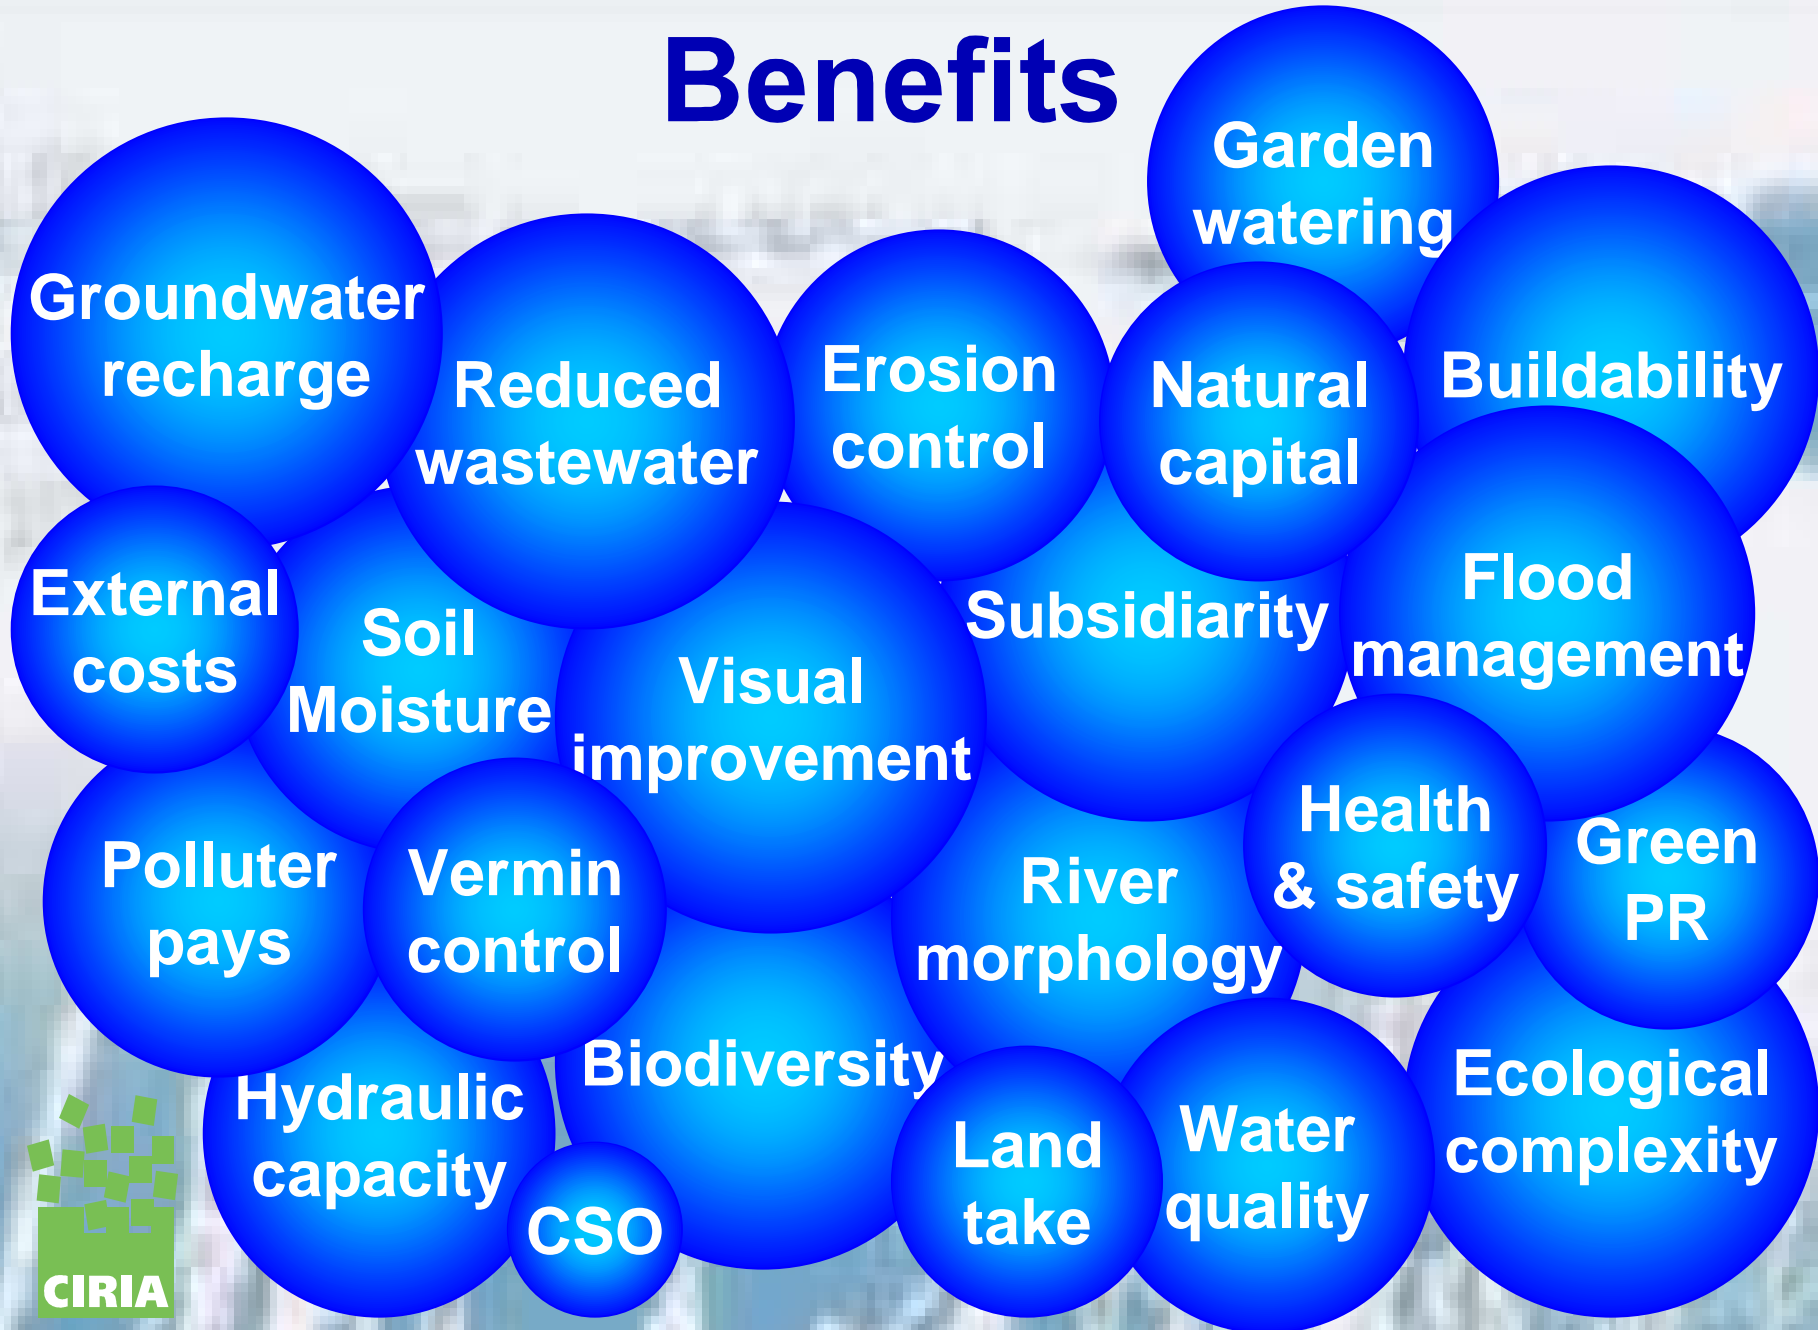 Benefits
Garden
watering
Groundwater
recharge
Reduced
wastewater
Erosion
control
Natural
capital
Buildability
External
costs
Soil
Moisture
Visual
improvement
Subsidiarity
Flood
management
Polluter
pays
Vermin
control
River
morphology
Health
& safety
Green
PR
Hydraulic
capacity
Biodiversity
CSO
Land
take
Water
quality
Ecological
complexity
CIRIA